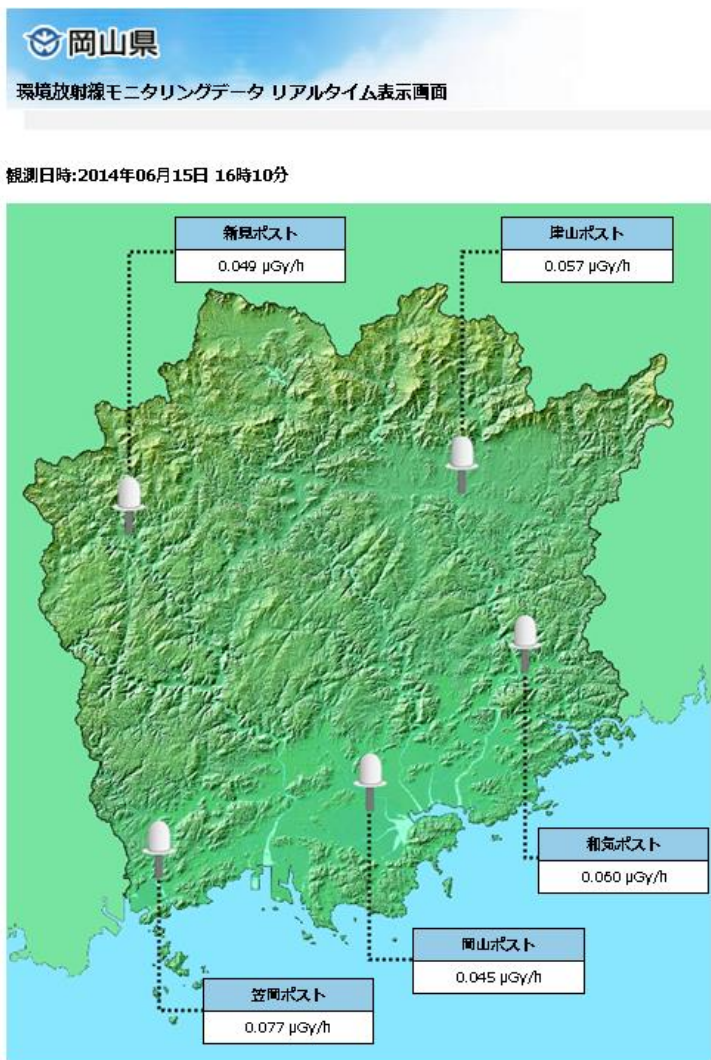 岡山県
環境放射線モニタリングデータ リアルタイム表示画面
観測日時:2014年06月15日 16時10分
新見ポスト
0.049 μGy/h
津山ポスト
0.057 μGy/h
和気ポスト
0.060 μGy/h
岡山ポスト
0.045 μGy/h
笠岡ポスト
0.077 μGy/h